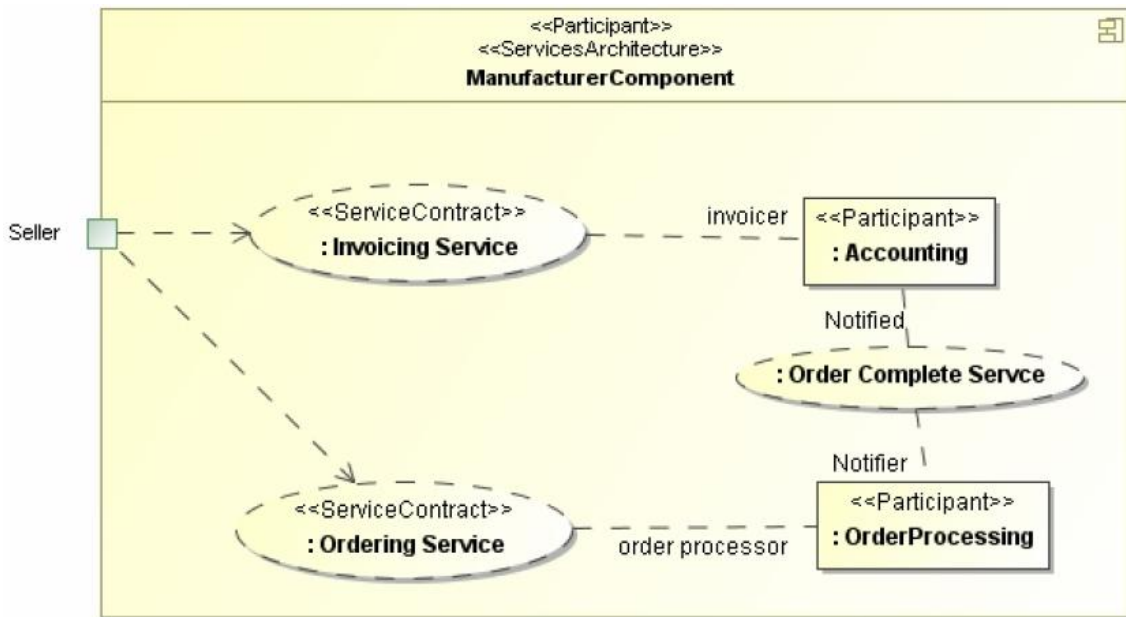 <<Participant>>
<<ServicesArchitecture>>
ManufacturerComponent
<<ServiceContract>>
: Invoicing Service
invoicer
<<Participant>>
: Accounting
Seller
Notified
: Order Complete Servce
Notifier
<<ServiceContract>>
: Ordering Service
order processor
<<Participant>>
: OrderProcessing